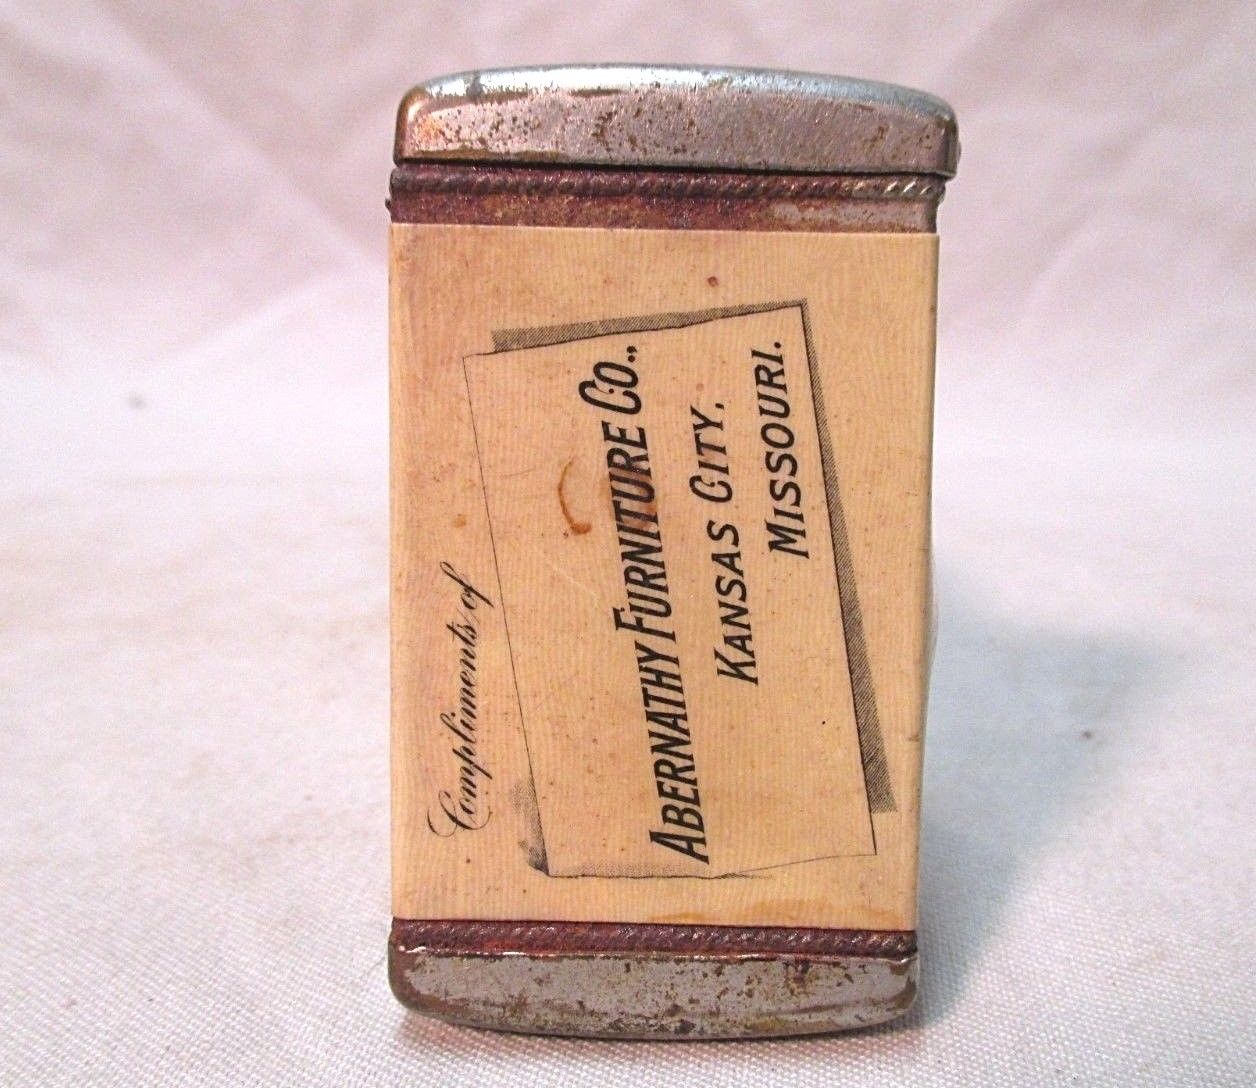 Compliments of
ABERNATHY FURNITURE CO.,
KANSAS CITY,
MISSOURI.